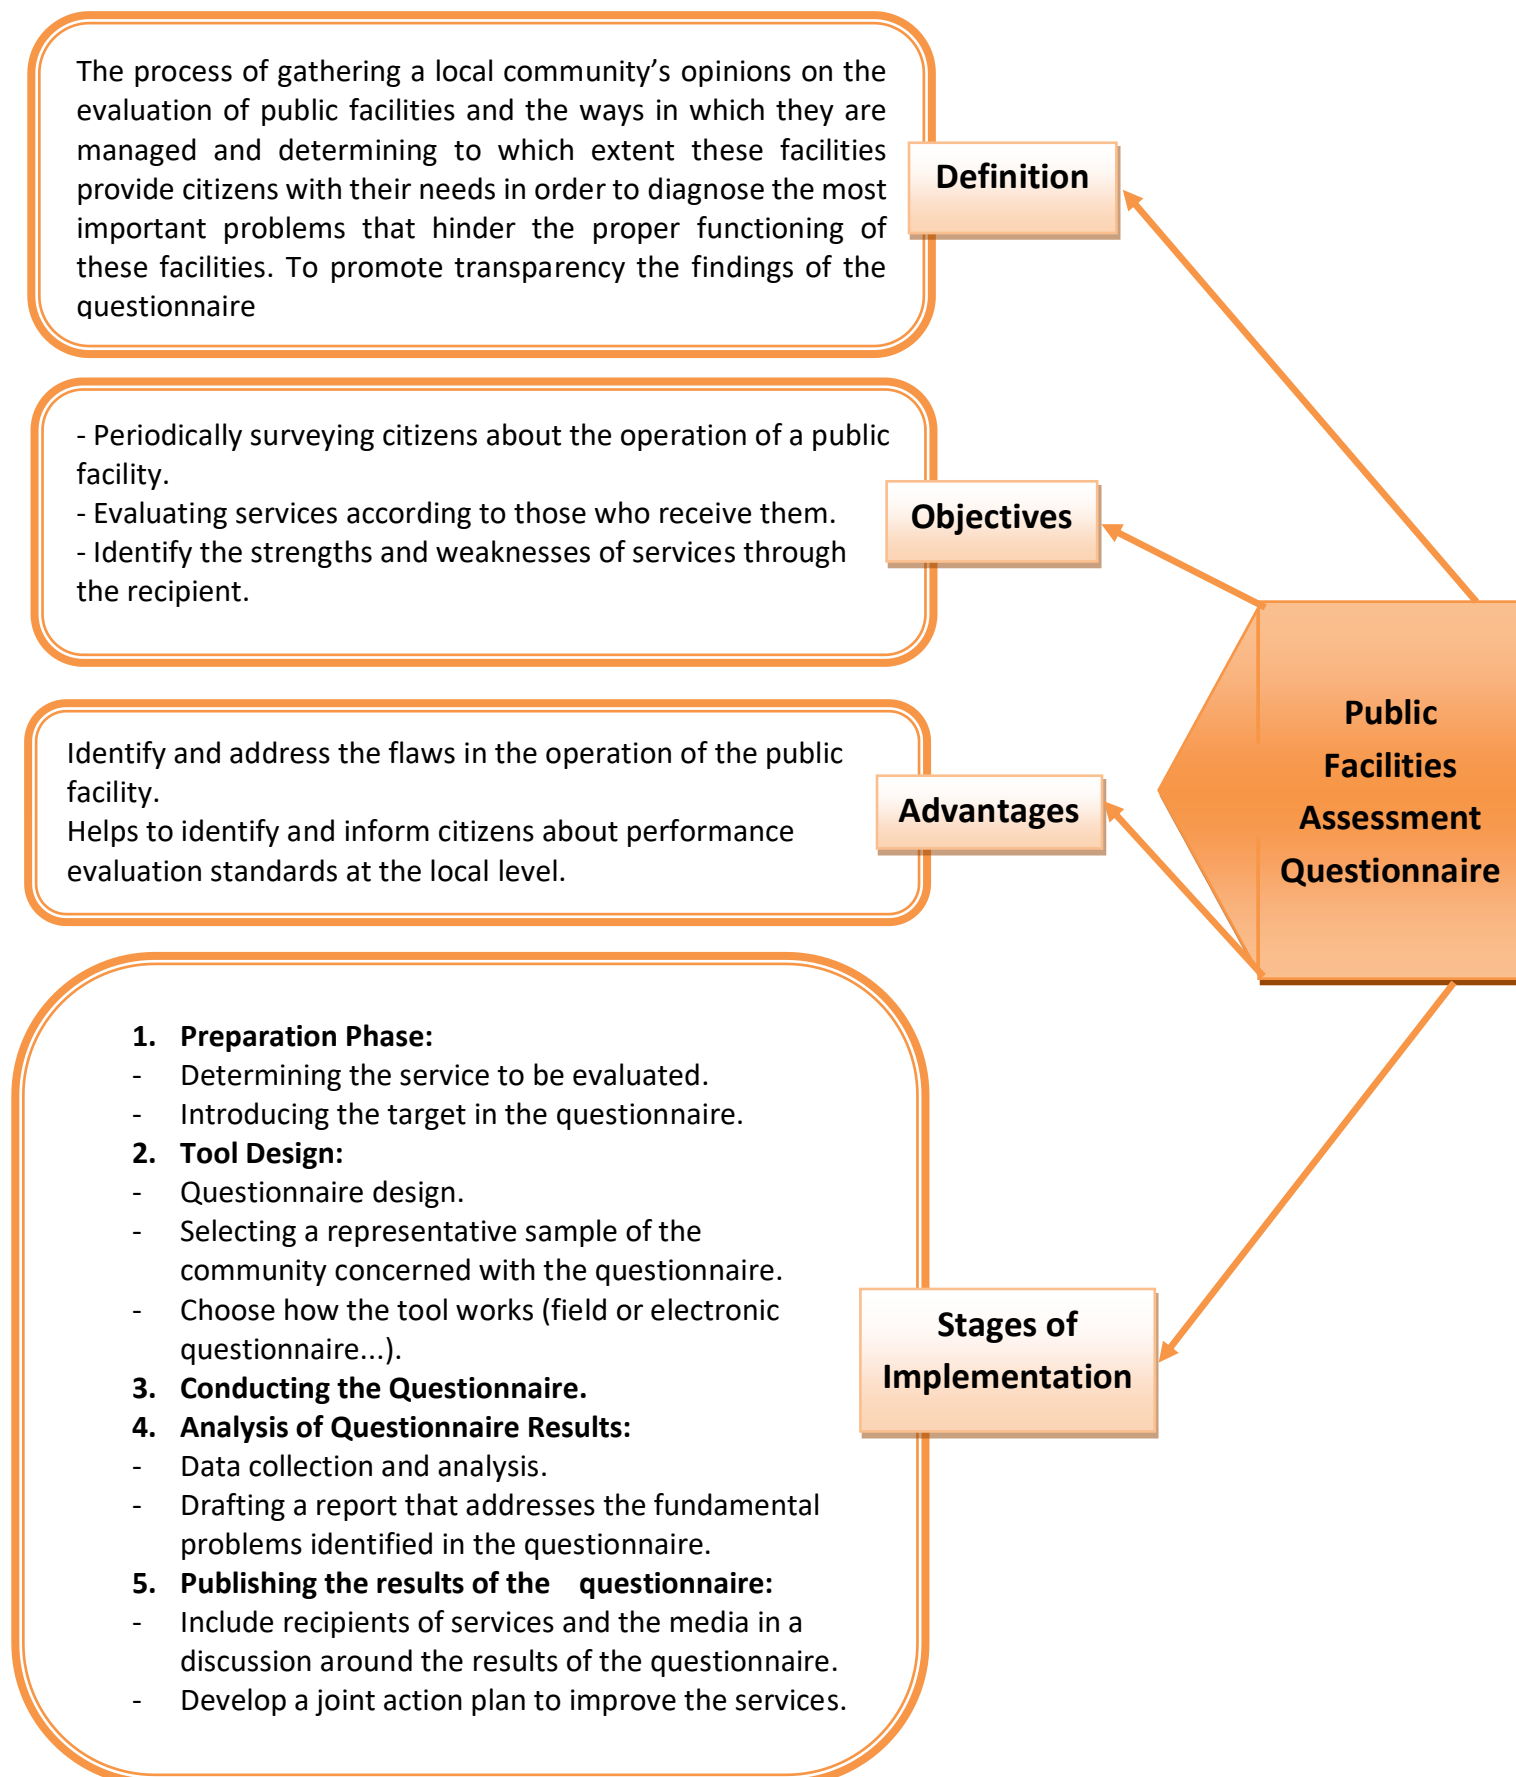 The process of gathering a local community’s opinions on the
evaluation of public facilities and the ways in which they are
managed and determining to which extent these facilities
provide citizens with their needs in order to diagnose the most
important problems that hinder the proper functioning of
these facilities. To promote transparency the findings of the
questionnaire
Definition
- Periodically surveying citizens about the operation of a public
facility.
- Evaluating services according to those who receive them.
- Identify the strengths and weaknesses of services through
the recipient.
Objectives
Identify and address the flaws in the operation of the public
facility.
Helps to identify and inform citizens about performance
evaluation standards at the local level.
Advantages
Public
Facilities
Assessment
Questionnaire
1. Preparation Phase:
- Determining the service to be evaluated.
- Introducing the target in the questionnaire.
2. Tool Design:
- Questionnaire design.
- Selecting a representative sample of the
community concerned with the questionnaire.
- Choose how the tool works (field or electronic
questionnaire...).
3. Conducting the Questionnaire.
4. Analysis of Questionnaire Results:
- Data collection and analysis.
- Drafting a report that addresses the fundamental
problems identified in the questionnaire.
5. Publishing the results of the questionnaire:
- Include recipients of services and the media in a
discussion around the results of the questionnaire.
- Develop a joint action plan to improve the services.
Stages of
Implementation